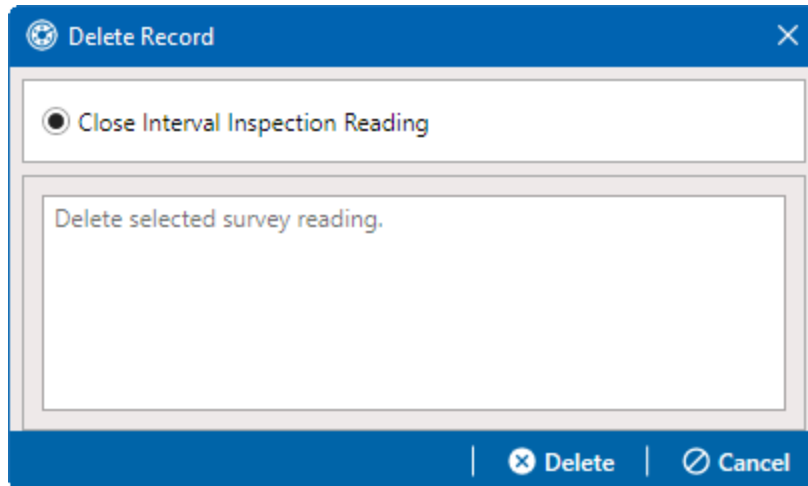 Delete Record
Close Interval Inspection Reading
Delete selected survey reading.
Delete
Cancel